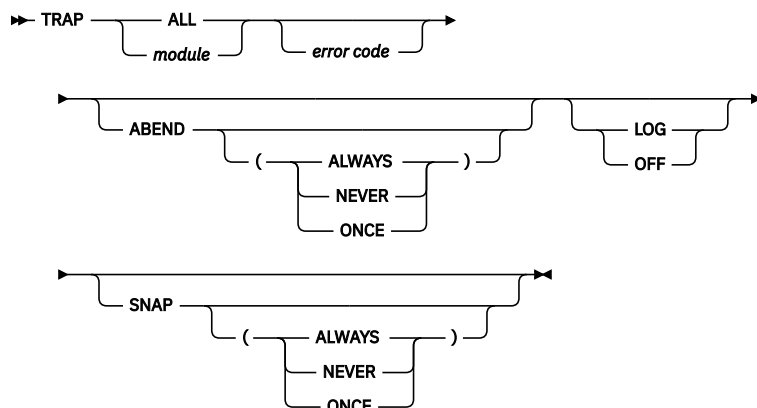 TRAP ALL error code
module
ABEND LOG
( ALWAYS ) OFF
NEVER
ONCE
SNAP
( ALWAYS )
NEVER
ONCE